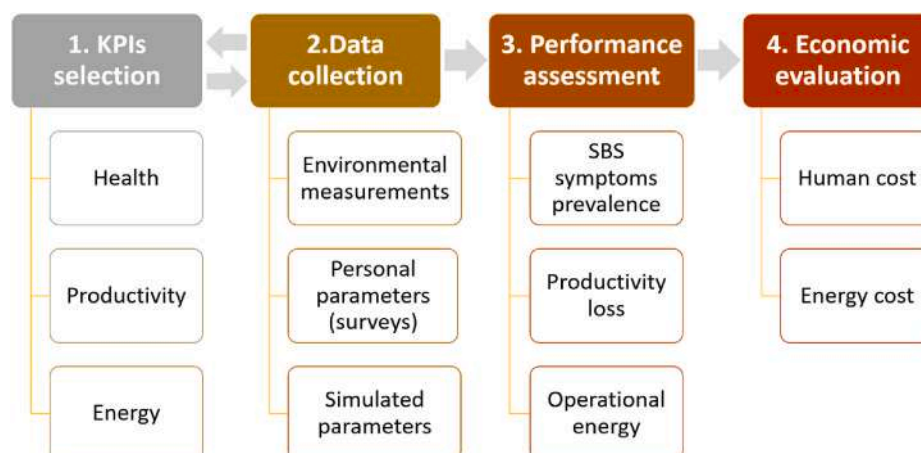 1. KPIs
selection
2.Data
collection
3. Performance
assessment
4. Economic
evaluation
Health
Productivity
Energy
Environmental
measurements
Personal
parameters
(surveys)
Simulated
parameters
SBS
symptoms
prevalence
Productivity
loss
Operational
energy
Human cost
Energy cost